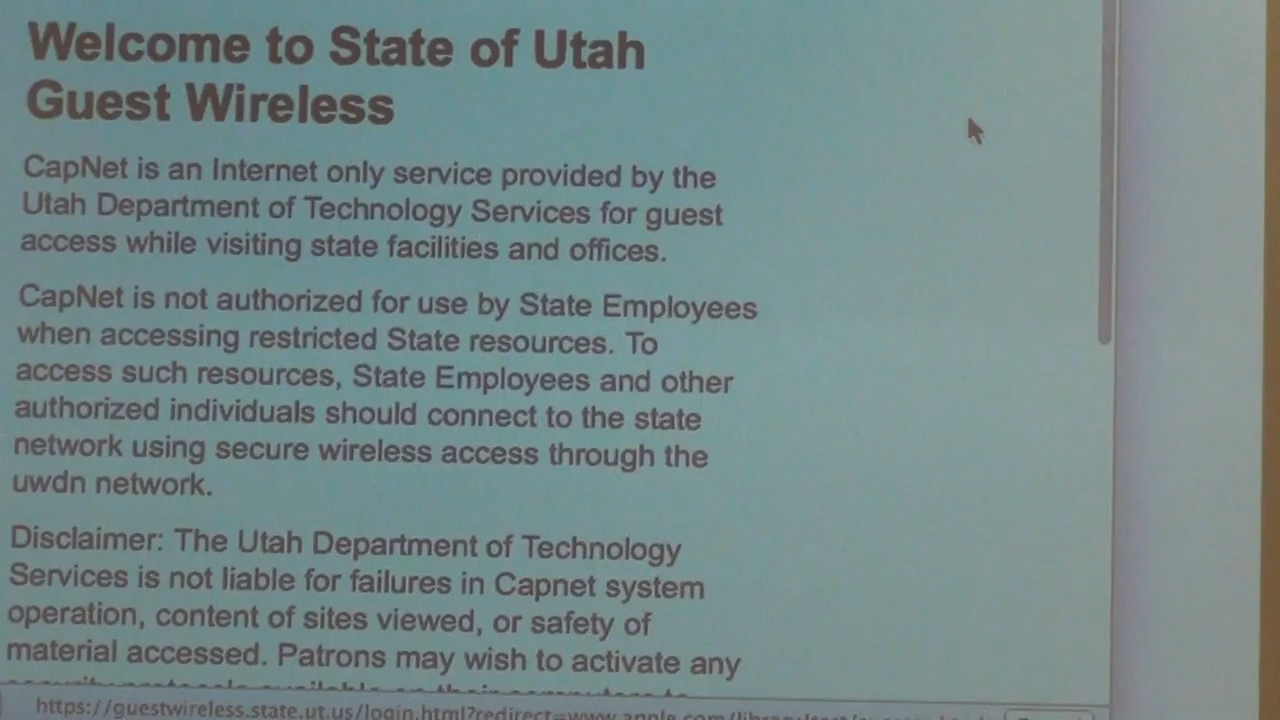 Welcome to State of Utah
Guest Wireless
CapNet is an Internet only service provided by the
Utah Department of Technology Services for guest
access while visiting state facilities and offices.
CapNet is not authorized for use by State Employees
when accessing restricted State resources. To
access such resources, State Employees and other
authorized individuals should connect to the state
network using secure wireless access through the
uwdn network.
Disclaimer: The Utah Department of Technology
Services is not liable for failures in Capnet system
operation, content of sites viewed, or safety of
material accessed. Patrons may wish to activate any
https://guestwireless.state.ut.us/login.html?redirect=www.apple.com/library/test/